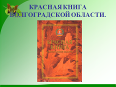 КРАСНАЯ КНИГА
ВОЛГОГРАДСКОЙ ОБЛАСТИ.